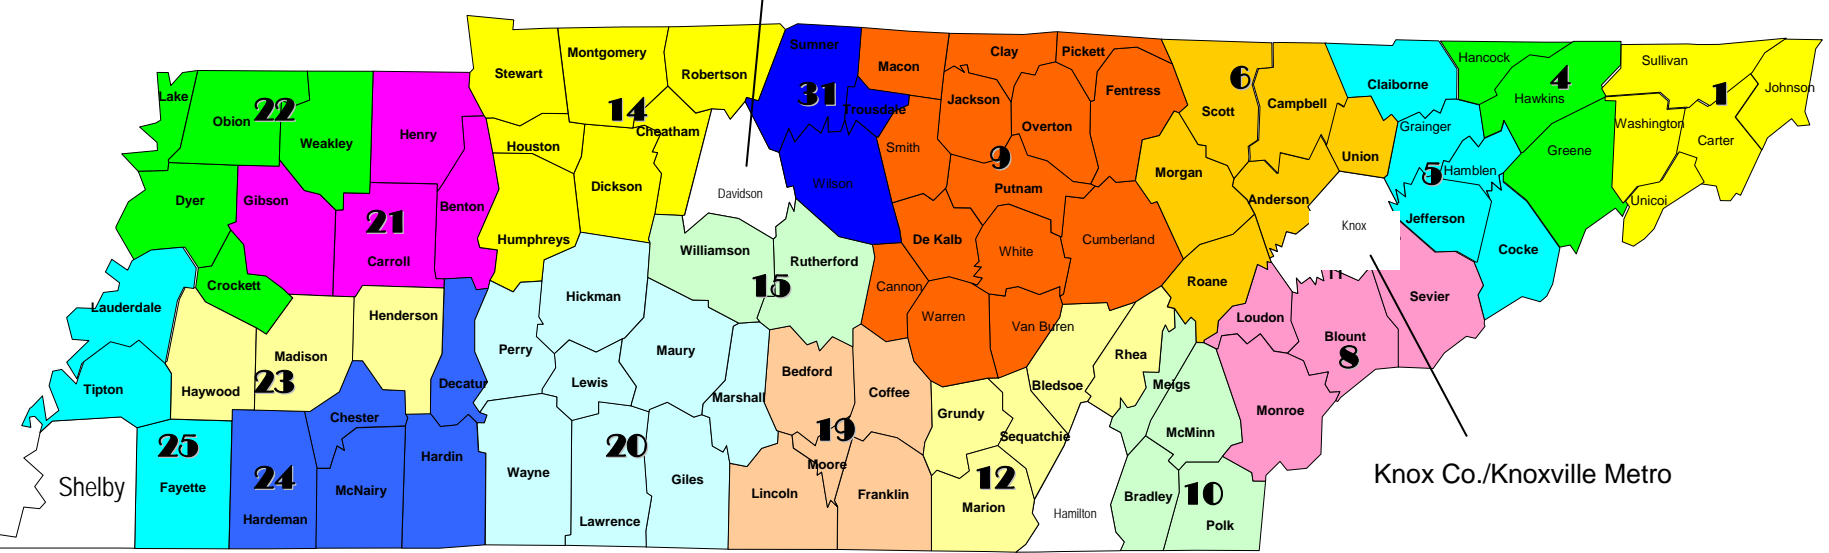 Sumner
Montgomery
Clay
Pickett
Stewart
Robertson
Macon
6
Hancock
4
Sullivan
Claiborne
Johnson
Lake
22
14
31
Trousdale
Jackson
Fentress
Scott
Campbell
Hawkins
1
Obion
Weakley
Henry
Houston
Cheatham
Smith
Overton
9
Union
Grainger
Washington
Carter
Greene
Dickson
Davidson
Wilson
Putnam
Morgan
5
Hamblen
Dyer
Gibson
21
Benton
Anderson
Unicoi
Humphreys
Williamson
Rutherford
De Kalb
White
Cumberland
Knox
Jefferson
Cocke
Carroll
Crockett
Hickman
15
Cannon
Roane
Sevier
Lauderdale
Henderson
Warren
Van Buren
Loudon
Blount
8
Madison
Perry
Maury
Rhea
Tipton
Haywood
23
Decatur
Lewis
Marshall
Bedford
Coffee
Bledsoe
Meigs
Chester
Grundy
Monroe
25
Hardin
20
19
Sequatchie
McMinn
Shelby
Fayette
24
McNairy
Wayne
Giles
Moore
Lincoln
Franklin
12
Marion
Bradley
10
Knox Co./Knoxville Metro
Hardeman
Lawrence
Hamilton
Polk